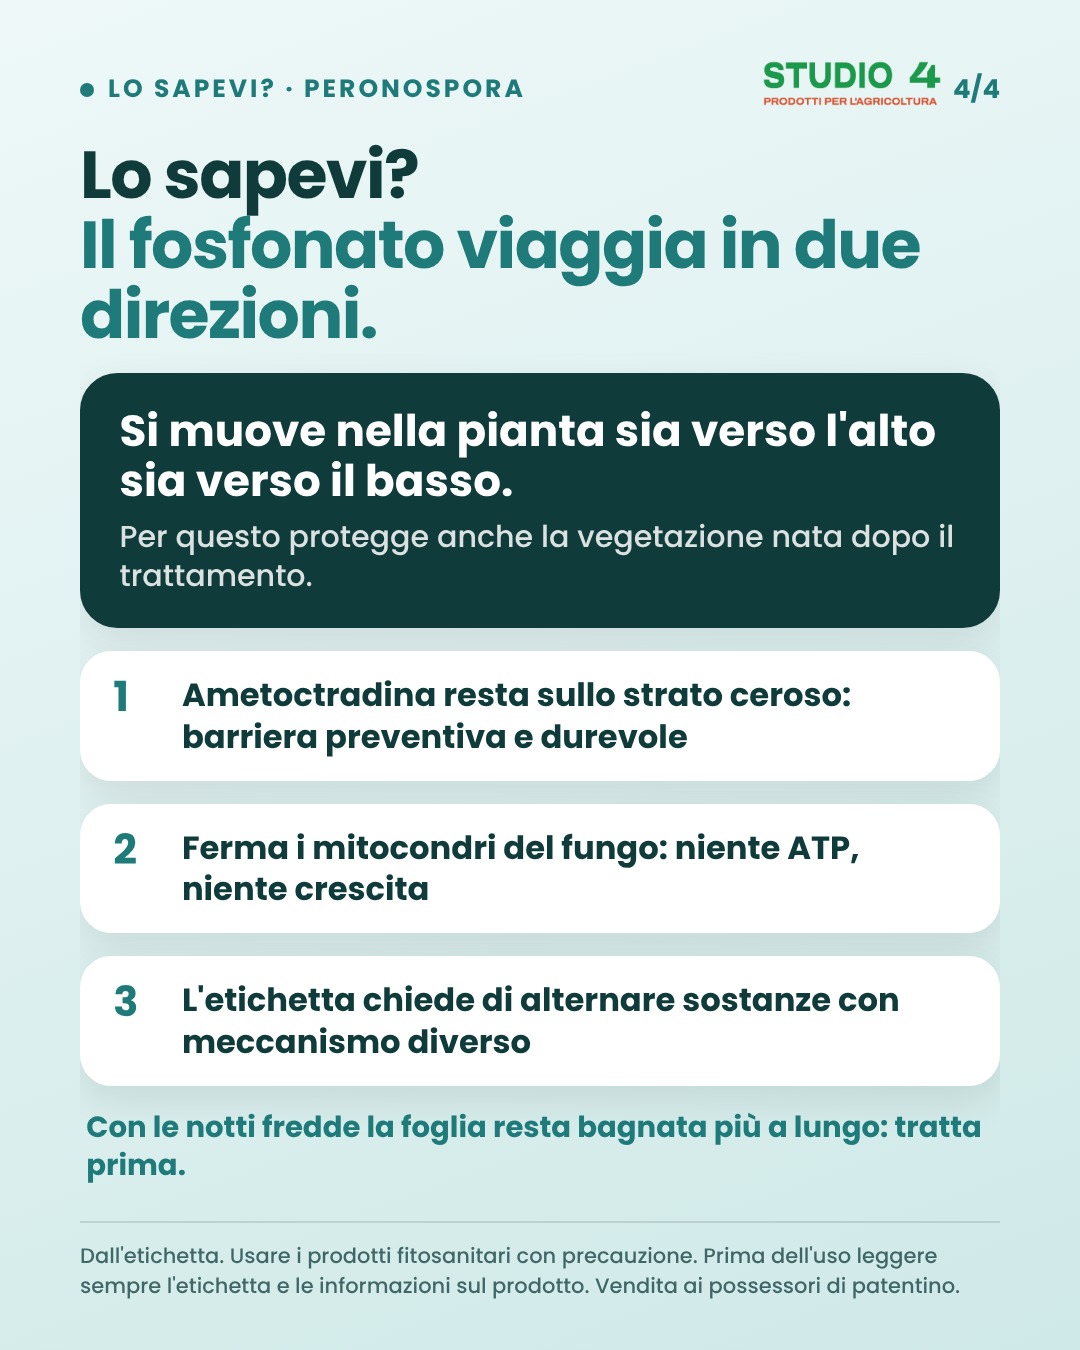 LO SAPEVI? · PERONOSPORA
STUDIO 4
PRODOTTI PER L'AGRICOLTURA
4/4
Lo sapevi?
Il fosfonato viaggia in due
direzioni.
Si muove nella pianta sia verso l'alto
sia verso il basso.
Per questo protegge anche la vegetazione nata dopo il
trattamento.
1 Ametoctradina resta sullo strato ceroso:
barriera preventiva e durevole
2 Ferma i mitocondri del fungo: niente ATP,
niente crescita
3 L'etichetta chiede di alternare sostanze con
meccanismo diverso
Con le notti fredde la foglia resta bagnata più a lungo: tratta
prima.
Dall'etichetta. Usare i prodotti fitosanitari con precauzione. Prima dell'uso leggere
sempre l'etichetta e le informazioni sul prodotto. Vendita ai possessori di patentino.